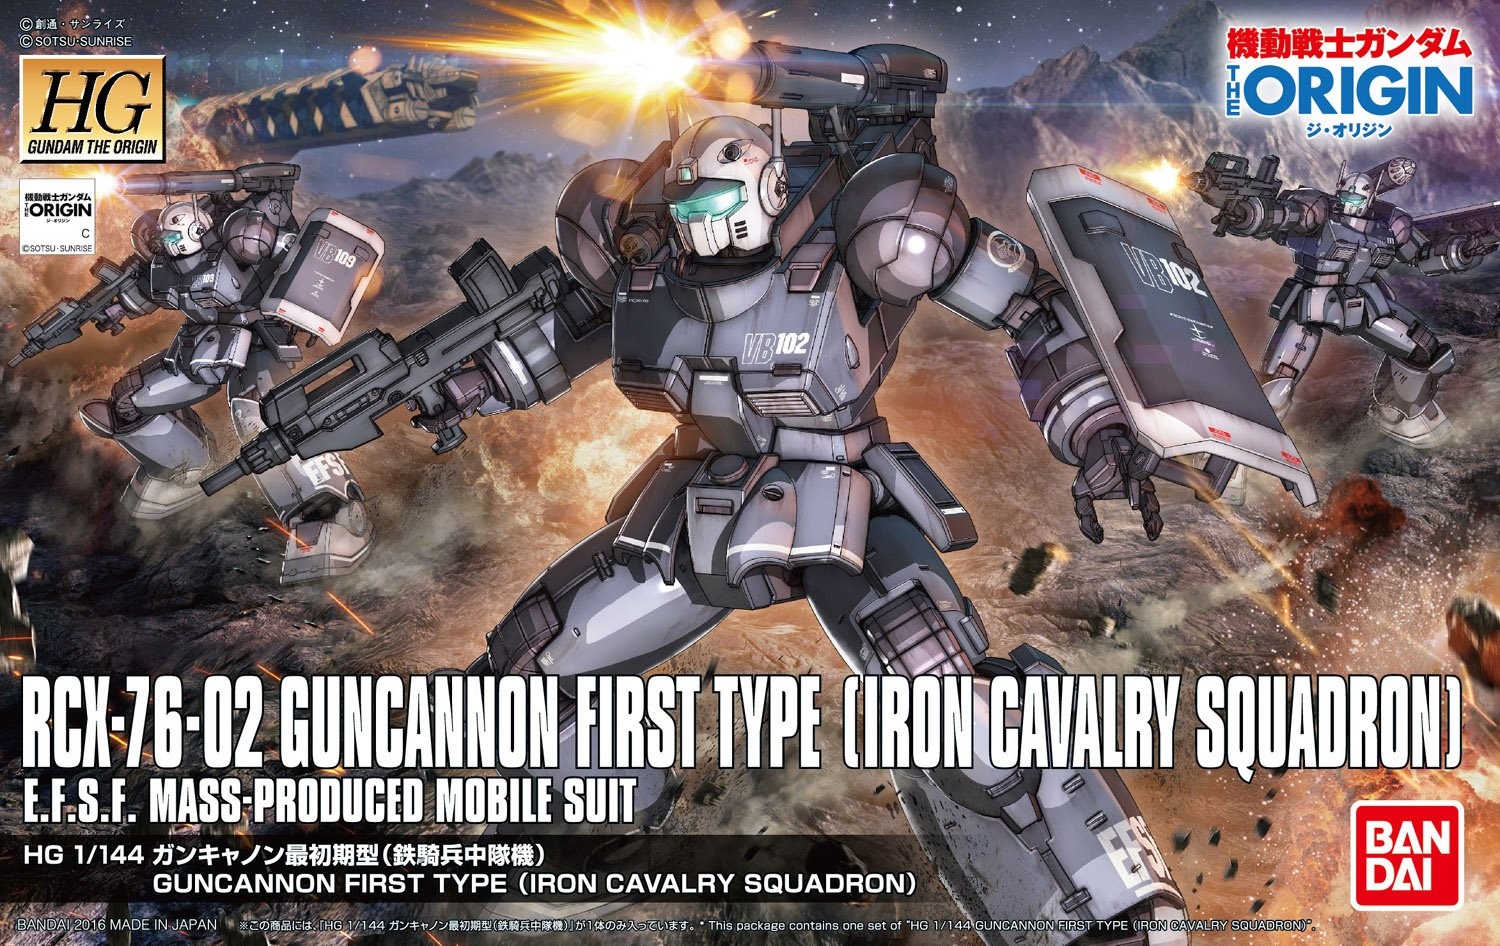 ©創通・サンライズ
©SOTSU・SUNRISE
HG
GUNDAM THE ORIGIN
機動戦士ガンダム
THE ORIGIN
ジ・オリジン
C
©SOTSU・SUNRISE
機動戦士ガンダム
THE ORIGIN
ジ・オリジン
VB109
109
EFSF
RCX-76
VB102
VB102
EFSF
RCX-76-02 GUNCANNON FIRST TYPE (IRON CAVALRY SQUADRON)
E.F.S.F. MASS-PRODUCED MOBILE SUIT
HG 1/144 ガンキャノン最初期型(鉄騎兵中隊機)
GUNCANNON FIRST TYPE (IRON CAVALRY SQUADRON)
BAN
DAI
BANDAI 2016 MADE IN JAPAN ※この商品には、「HG 1/144 ガンキャノン最初期型(鉄騎兵中隊機)」が1体のみ入っています。* This package contains one set of "HG 1/144 GUNCANNON FIRST TYPE (IRON CAVALRY SQUADRON)".